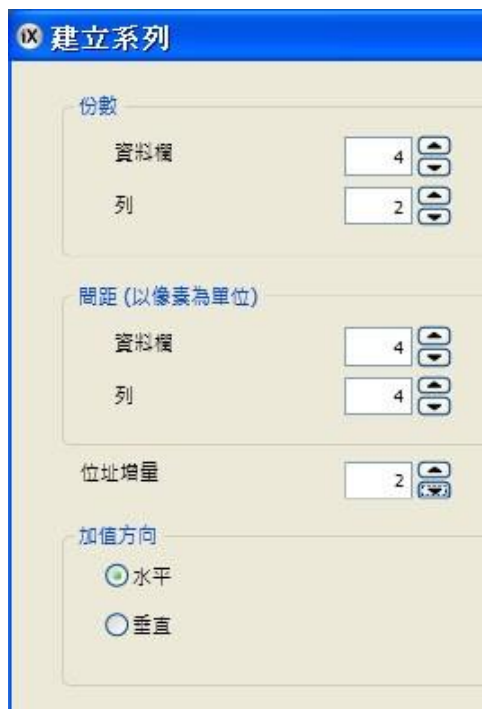 iX 建立系列
份數
資料欄 4
列 2
間距 (以像素為單位)
資料欄 4
列 4
位址增量 2
加值方向
水平
垂直